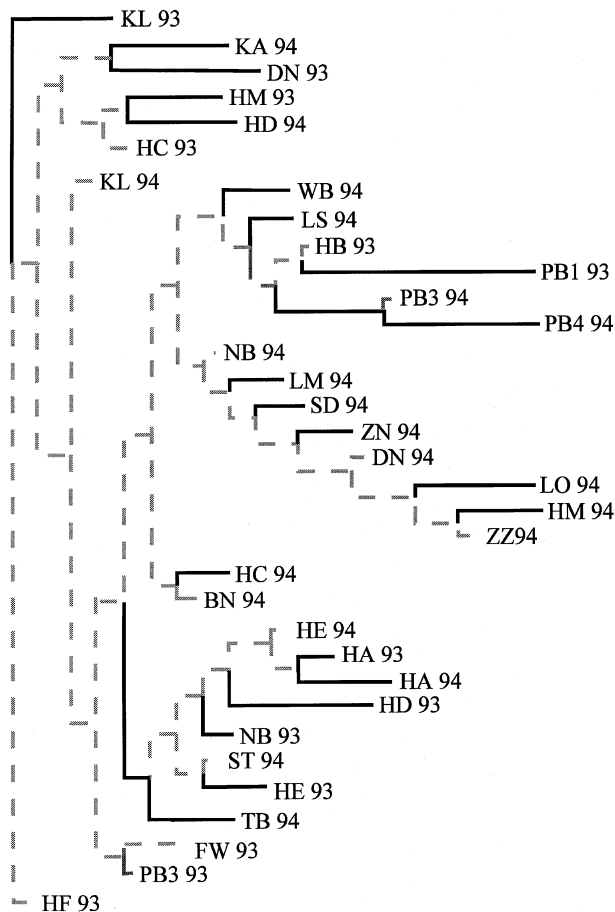 KL 93
KA 94
DN 93
HM 93
HD 94
HC 93
KL 94
WB 94
LS 94
HB 93
PB1 93
PB3 94
PB4 94
NB 94
LM 94
SD 94
ZN 94
DN 94
LO 94
HM 94
ZZ94
HC 94
BN 94
HE 94
HA 93
HA 94
HD 93
NB 93
ST 94
HE 93
TB 94
FW 93
PB3 93
HF 93